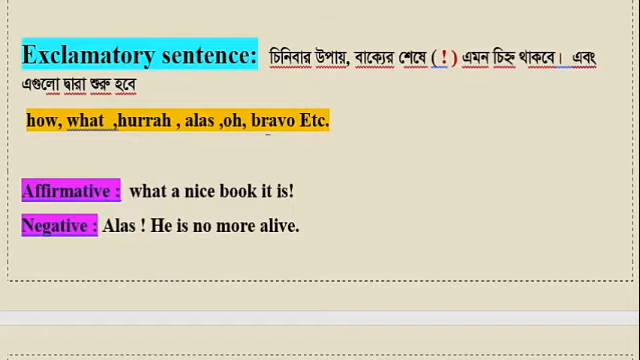 Exclamatory sentence: চিনিবার উপায়, বাক্যের শেষে ( ! ) এমন চিহ্ন থাকবে। এবং
এগুলো দ্বারা শুরু হবে
how, what ,hurrah , alas ,oh, bravo Etc.
Affirmative : what a nice book it is!
Negative : Alas ! He is no more alive.